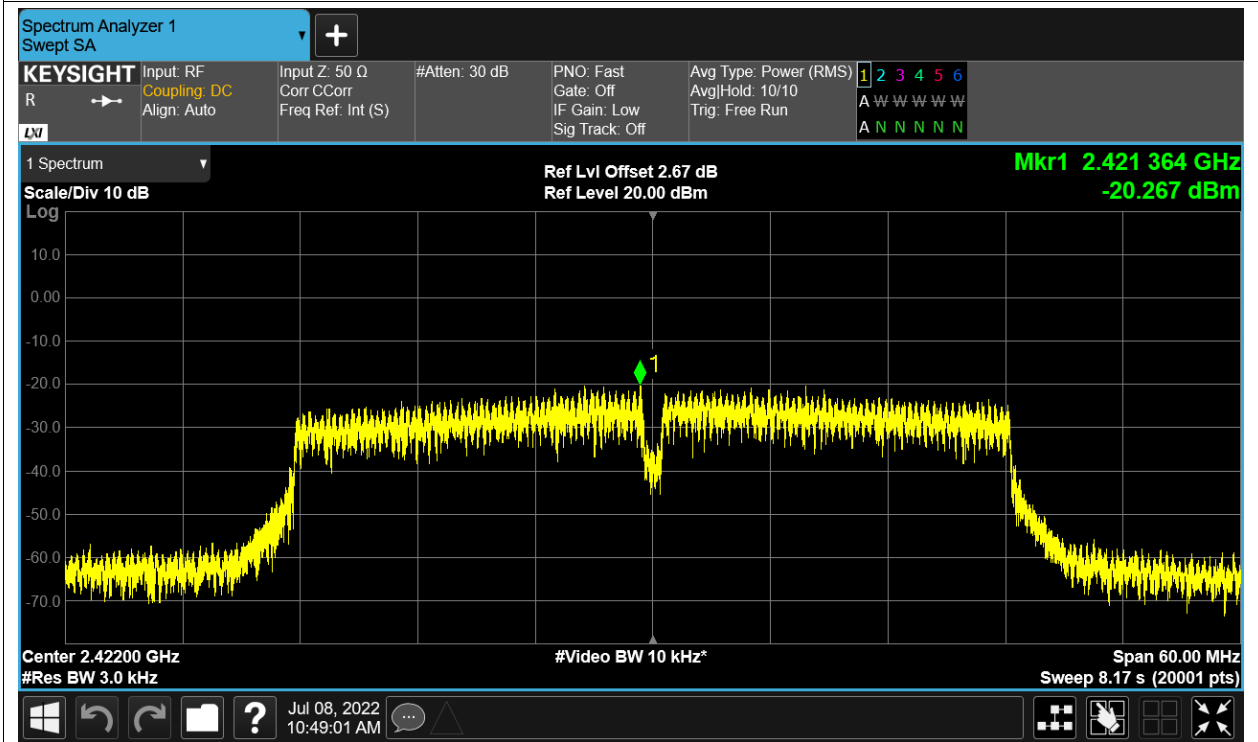 Spectrum Analyzer 1
Swept SA
+
KEYSIGHT
R
LXI
Input: RF
Coupling: DC
Align: Auto
Input Z: 50 Ω
Corr CCorr
Freq Ref: Int (S)
#Atten: 30 dB
PNO: Fast
Gate: Off
IF Gain: Low
Sig Track: Off
Avg Type: Power (RMS)
Avg|Hold: 10/10
Trig: Free Run
1 2 3 4 5 6
A W W W W W
A N N N N N
1 Spectrum
Scale/Div 10 dB
Log
Ref Lvl Offset 2.67 dB
Ref Level 20.00 dBm
Mkr1 2.421 364 GHz
-20.267 dBm
10.0
0.00
-10.0
-20.0
-30.0
-40.0
-50.0
-60.0
-70.0
1
Center 2.42200 GHz
#Res BW 3.0 kHz
#Video BW 10 kHz*
Span 60.00 MHz
Sweep 8.17 s (20001 pts)
?
Jul 08, 2022
10:49:01 AM